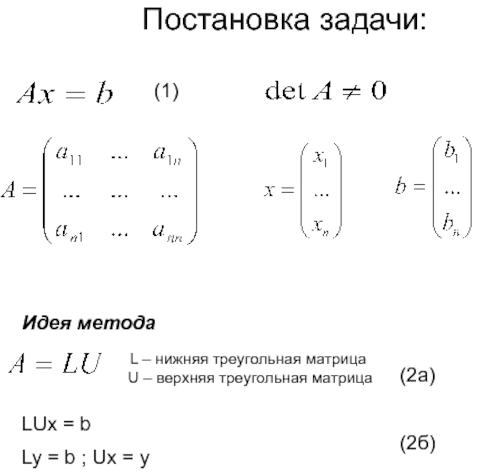 Постановка задачи:
Ax = b (1) det A ≠ 0
A = ( a₁₁ ... a₁ₙ
... ... ...
aₙ₁ ... aₙₙ ) x = ( x₁
...
xₙ ) b = ( b₁
...
bₙ )
Идея метода
A = LU L – нижняя треугольная матрица
U – верхняя треугольная матрица (2а)
LUx = b
Ly = b ; Ux = y (2б)